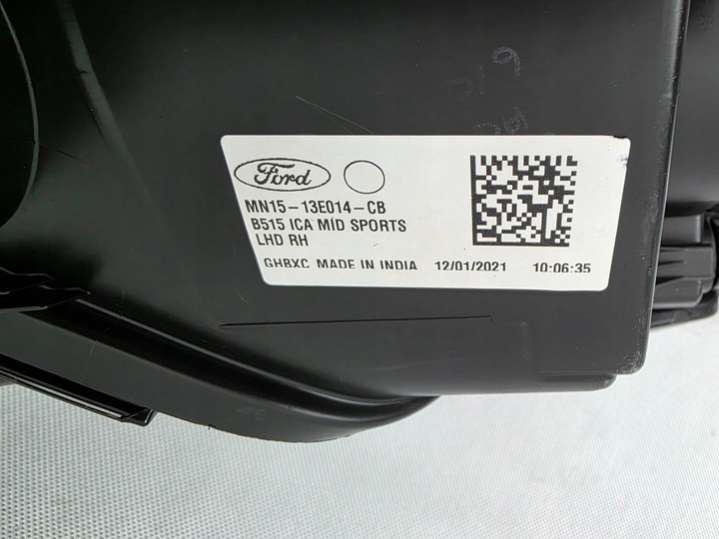 Ford
MN15-13E014-CB
B515 ICA MID SPORTS
LHD RH
GHBXC MADE IN INDIA 12/01/2021 10:06:35